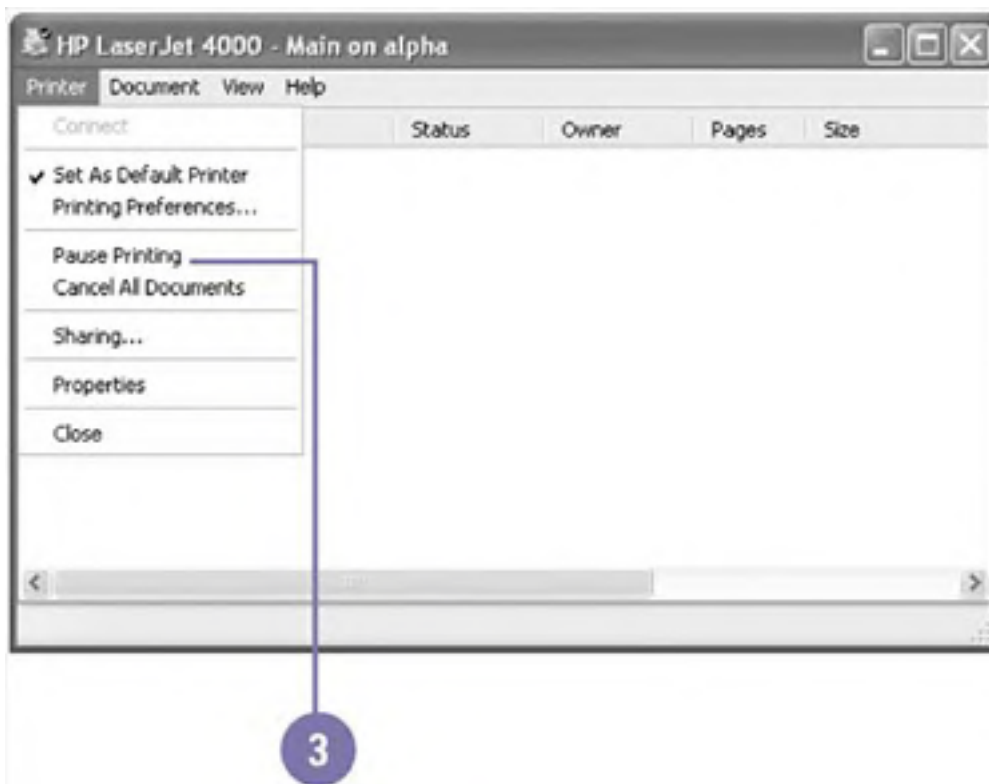 HP LaserJet 4000 - Main on alpha
Printer Document View Help
Connect
Status Owner Pages Size
Set As Default Printer
Printing Preferences...
Pause Printing
Cancel All Documents
Sharing...
Properties
Close
3